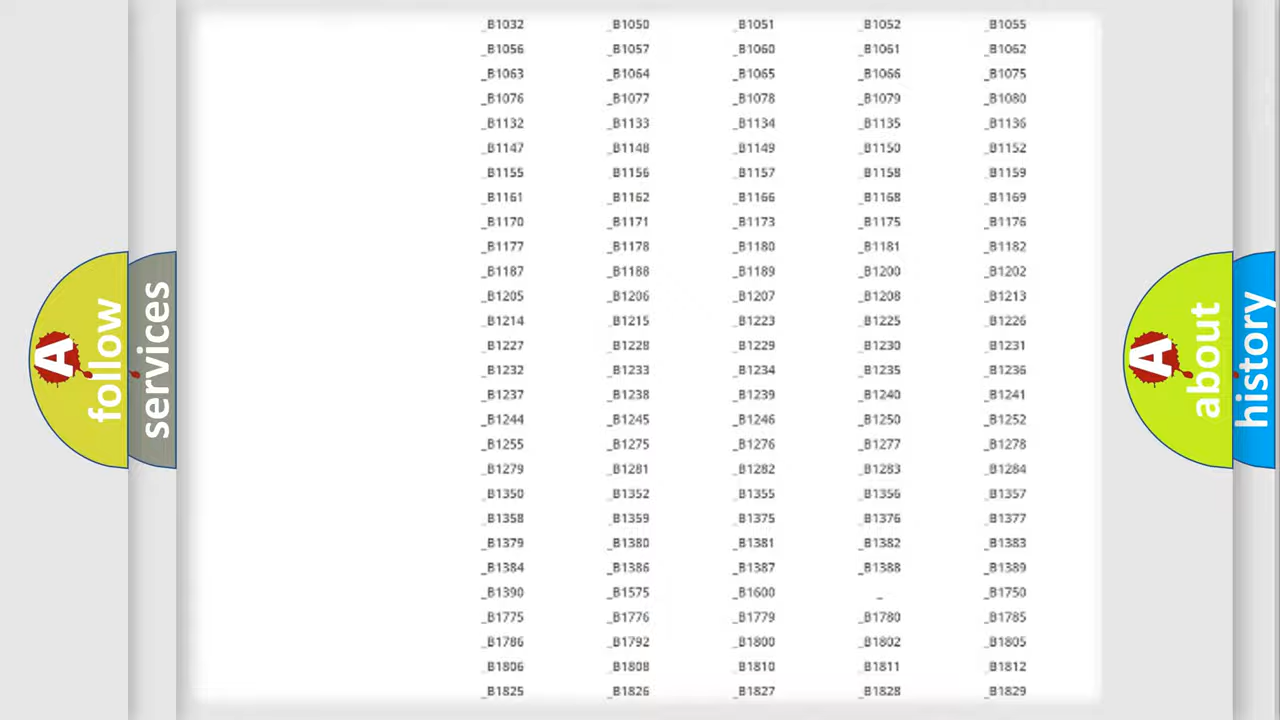 _B1032 _B1050 _B1051 _B1052 _B1055
_B1056 _B1057 _B1060 _B1061 _B1062
_B1063 _B1064 _B1065 _B1066 _B1075
_B1076 _B1077 _B1078 _B1079 _B1080
_B1132 _B1133 _B1134 _B1135 _B1136
_B1147 _B1148 _B1149 _B1150 _B1152
_B1155 _B1156 _B1157 _B1158 _B1159
_B1161 _B1162 _B1166 _B1168 _B1169
_B1170 _B1171 _B1173 _B1175 _B1176
_B1177 _B1178 _B1180 _B1181 _B1182
_B1187 _B1188 _B1189 _B1200 _B1202
_B1205 _B1206 _B1207 _B1208 _B1213
_B1214 _B1215 _B1223 _B1225 _B1226
_B1227 _B1228 _B1229 _B1230 _B1231
_B1232 _B1233 _B1234 _B1235 _B1236
_B1237 _B1238 _B1239 _B1240 _B1241
_B1244 _B1245 _B1246 _B1250 _B1252
_B1255 _B1275 _B1276 _B1277 _B1278
_B1279 _B1281 _B1282 _B1283 _B1284
_B1350 _B1352 _B1355 _B1356 _B1357
_B1358 _B1359 _B1375 _B1376 _B1377
_B1379 _B1380 _B1381 _B1382 _B1383
_B1384 _B1386 _B1387 _B1388 _B1389
_B1390 _B1575 _B1600 _ _B1750
_B1775 _B1776 _B1779 _B1780 _B1785
_B1786 _B1792 _B1800 _B1802 _B1805
_B1806 _B1808 _B1810 _B1811 _B1812
_B1825 _B1826 _B1827 _B1828 _B1829
A
follow
services
A
about
history